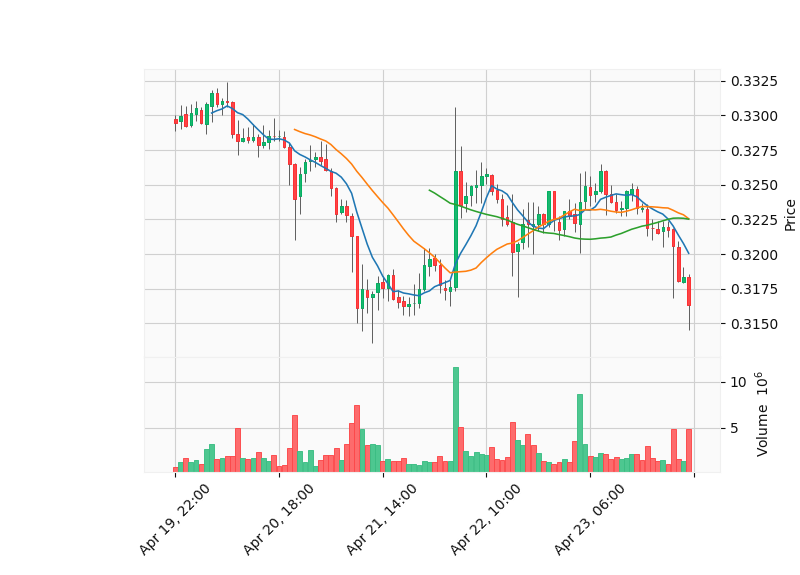 0.3325
0.3300
0.3275
0.3250
0.3225
0.3200
0.3175
0.3150
Price
10
5
Volume 10⁶
Apr 19, 22:00
Apr 20, 18:00
Apr 21, 14:00
Apr 22, 10:00
Apr 23, 06:00